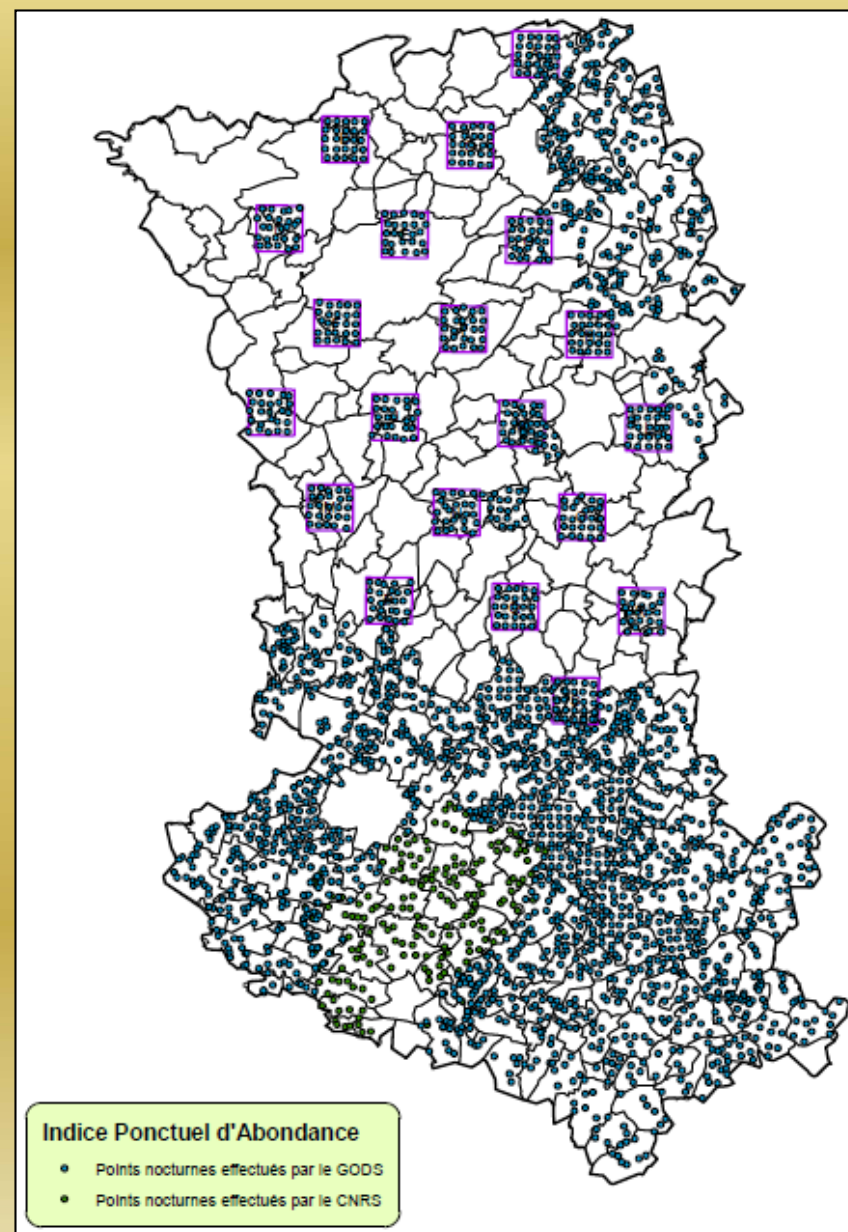 Indice Ponctuel d'Abondance
Points nocturnes effectués par le GODS
Points nocturnes effectués par le CNRS